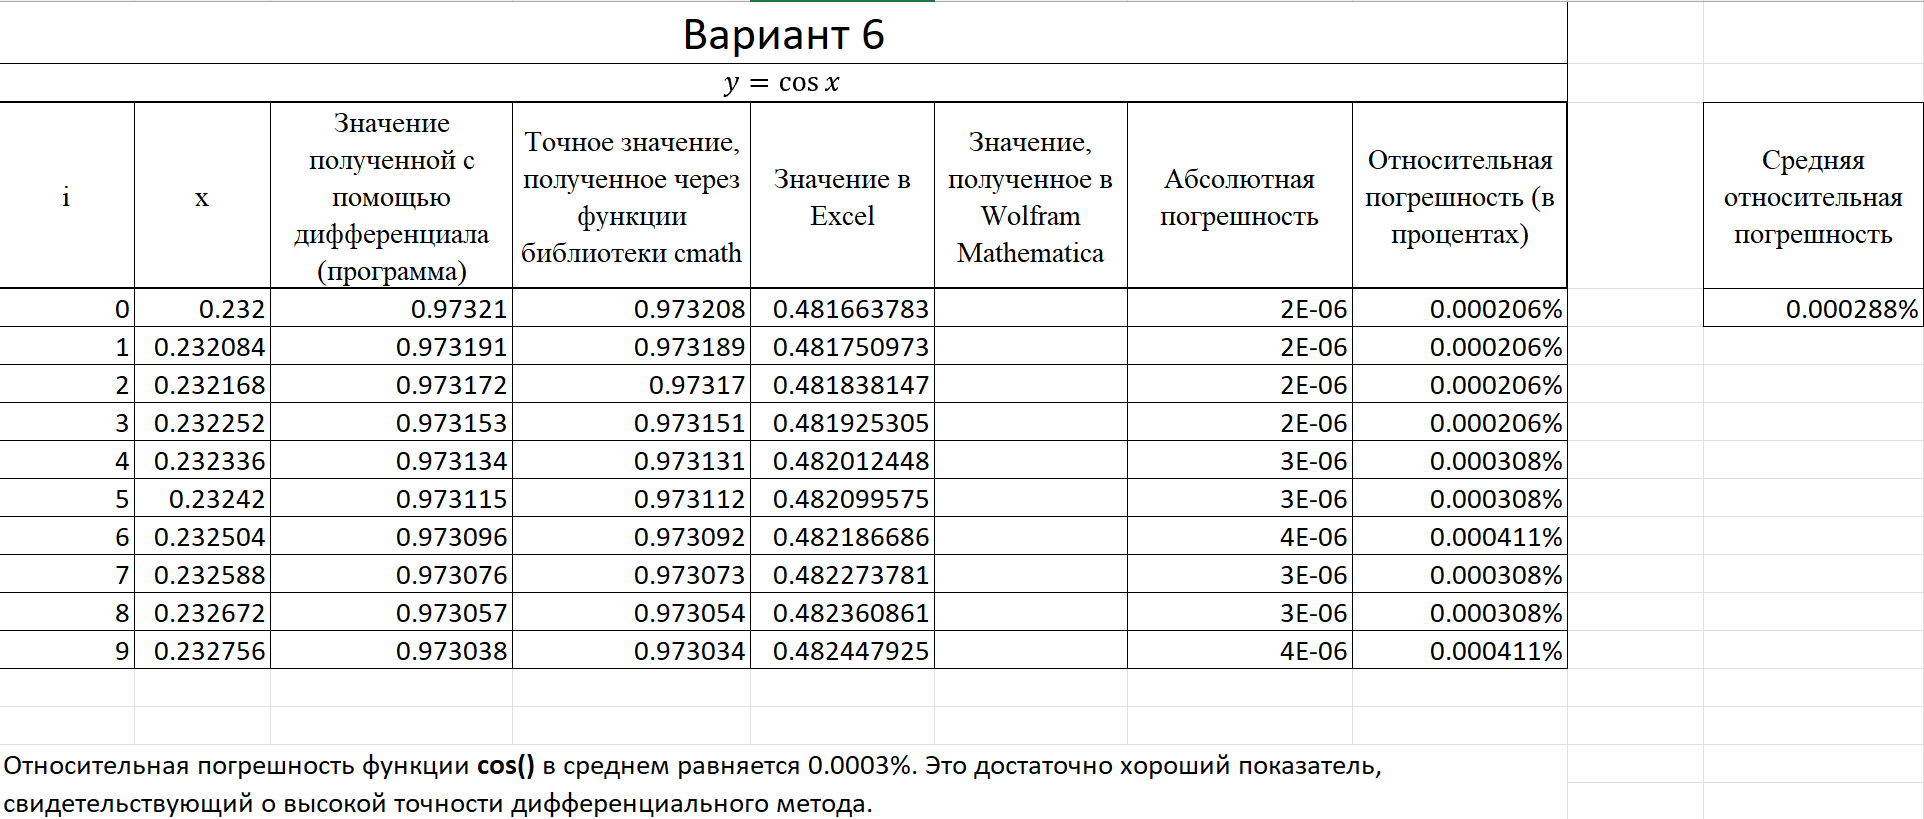 Вариант 6
y = cos x
i
x
Значение
полученной с
помощью
дифференциала
(программа)
Точное значение,
полученное через
функции
библиотеки cmath
Значение в
Excel
Значение,
полученное в
Wolfram
Mathematica
Абсолютная
погрешность
Относительная
погрешность (в
процентах)
Средняя
относительная
погрешность
0 0.232 0.97321 0.973208 0.481663783 2E-06 0.000206% 0.000288%
1 0.232084 0.973191 0.973189 0.481750973 2E-06 0.000206%
2 0.232168 0.973172 0.97317 0.481838147 2E-06 0.000206%
3 0.232252 0.973153 0.973151 0.481925305 2E-06 0.000206%
4 0.232336 0.973134 0.973131 0.482012448 3E-06 0.000308%
5 0.23242 0.973115 0.973112 0.482099575 3E-06 0.000308%
6 0.232504 0.973096 0.973092 0.482186686 4E-06 0.000411%
7 0.232588 0.973076 0.973073 0.482273781 3E-06 0.000308%
8 0.232672 0.973057 0.973054 0.482360861 3E-06 0.000308%
9 0.232756 0.973038 0.973034 0.482447925 4E-06 0.000411%
Относительная погрешность функции cos() в среднем равняется 0.0003%. Это достаточно хороший показатель,
свидетельствующий о высокой точности дифференциального метода.